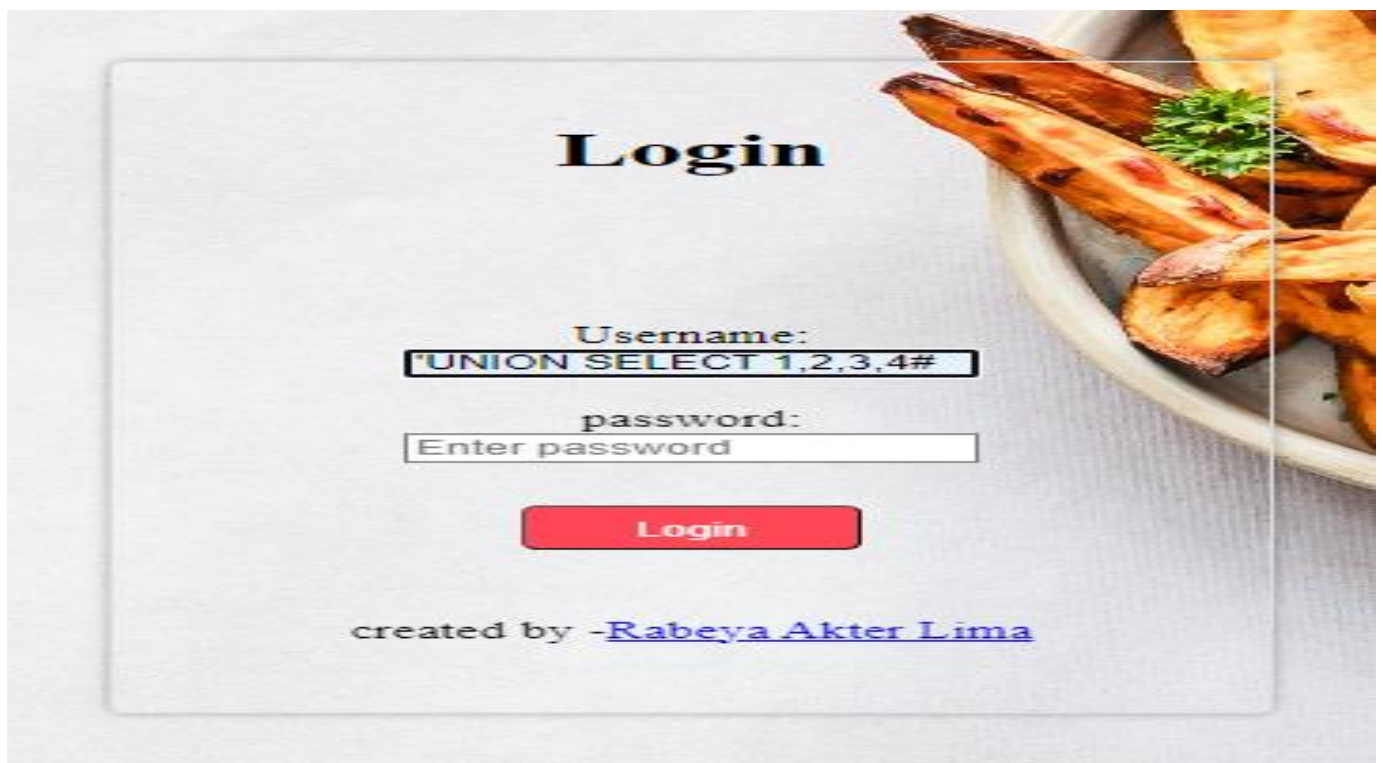 Login
Username:
'UNION SELECT 1,2,3,4#
password:
Enter password
Login
created by -Rabeya Akter Lima